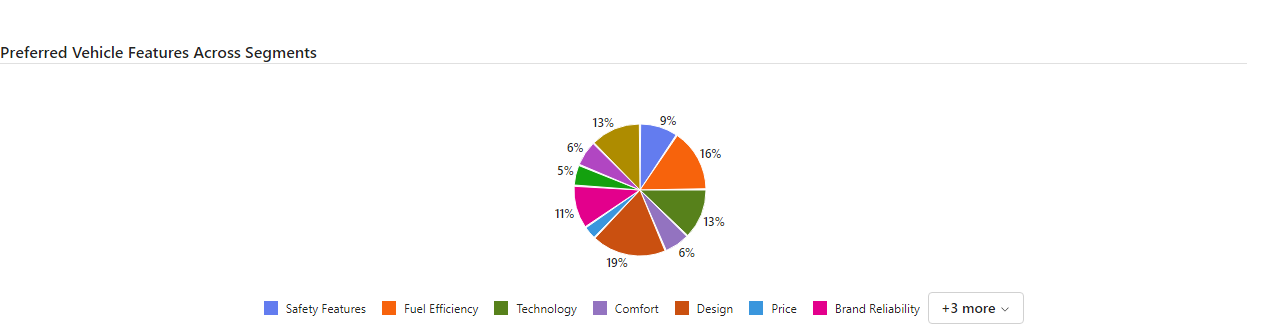 Preferred Vehicle Features Across Segments
13%
9%
6%
16%
5%
11%
13%
6%
19%
Safety Features
Fuel Efficiency
Technology
Comfort
Design
Price
Brand Reliability
+3 more